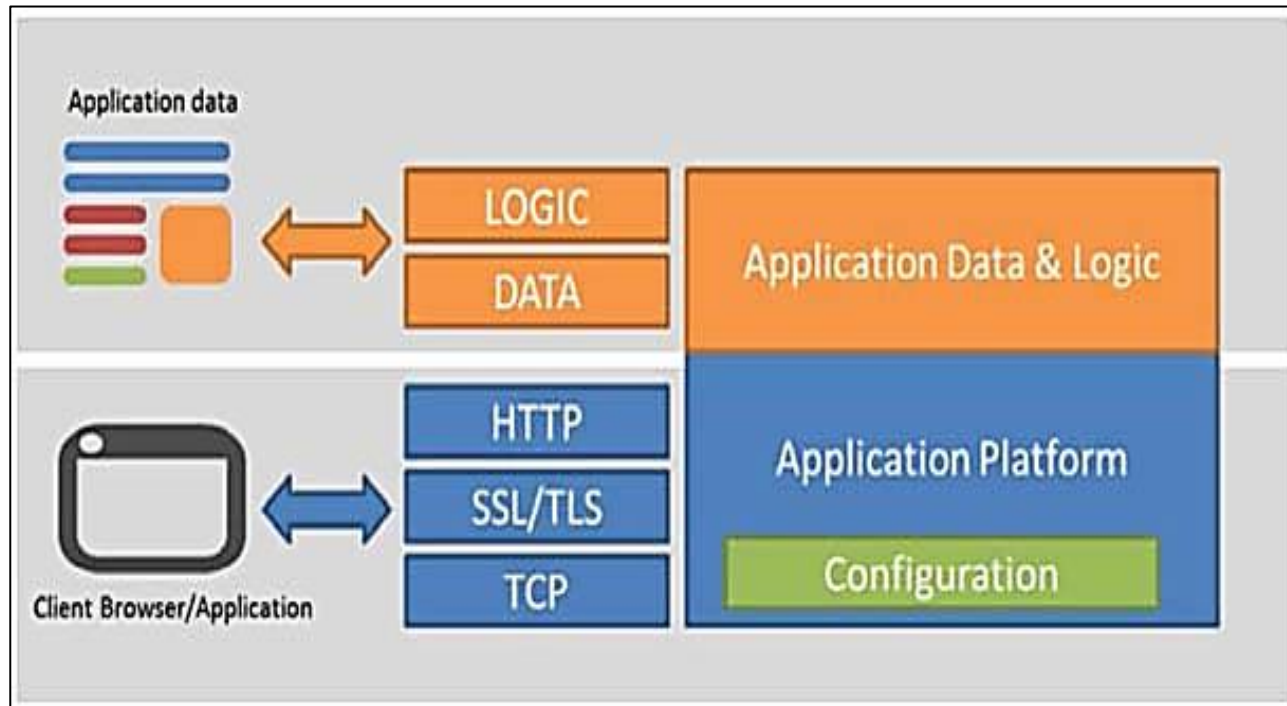 Application data
LOGIC
DATA
Application Data & Logic
Client Browser/Application
HTTP
SSL/TLS
TCP
Application Platform
Configuration